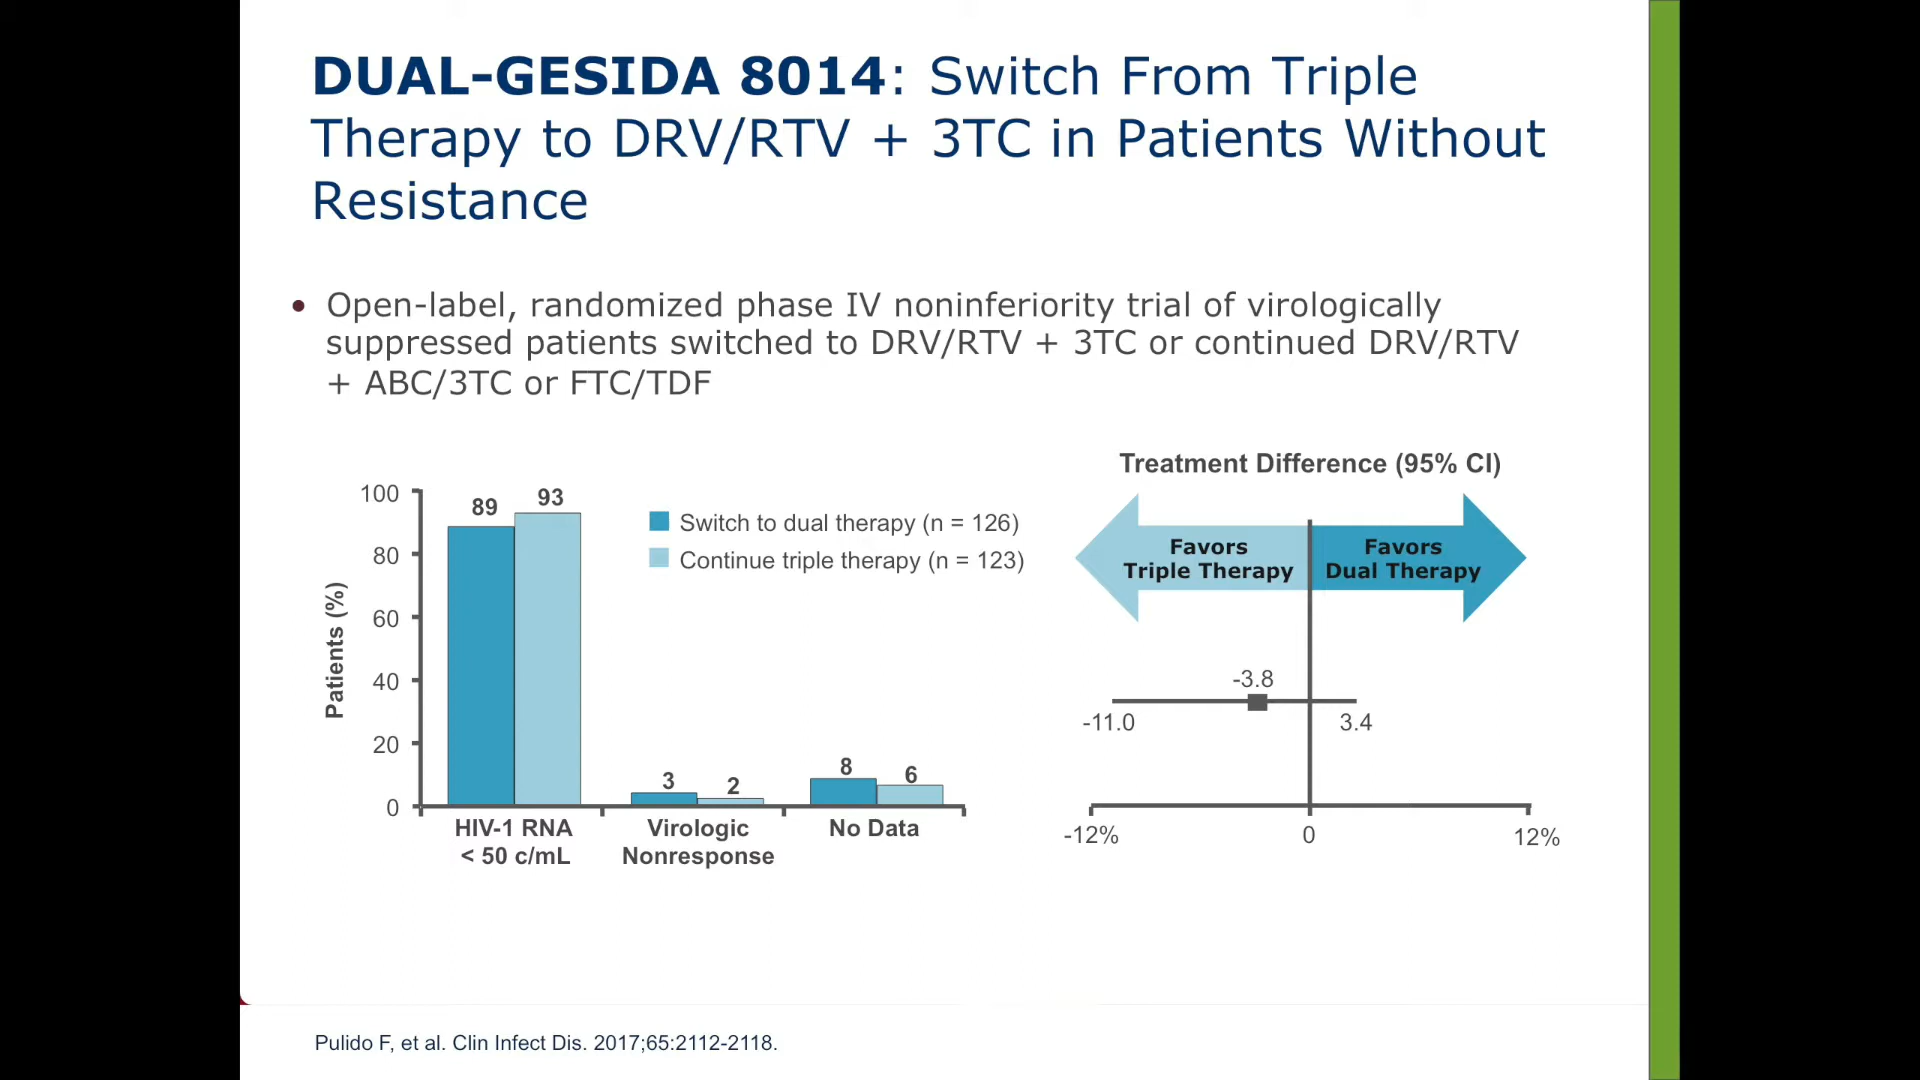 DUAL-GESIDA 8014: Switch From Triple
Therapy to DRV/RTV + 3TC in Patients Without
Resistance
• Open-label, randomized phase IV noninferiority trial of virologically
suppressed patients switched to DRV/RTV + 3TC or continued DRV/RTV
+ ABC/3TC or FTC/TDF
Patients (%)
100
80
60
40
20
0
89
93
3
2
8
6
HIV-1 RNA
< 50 c/mL
Virologic
Nonresponse
No Data
Switch to dual therapy (n = 126)
Continue triple therapy (n = 123)
Treatment Difference (95% CI)
Favors
Triple Therapy
Favors
Dual Therapy
-3.8
-11.0
3.4
-12%
0
12%
Pulido F, et al. Clin Infect Dis. 2017;65:2112-2118.